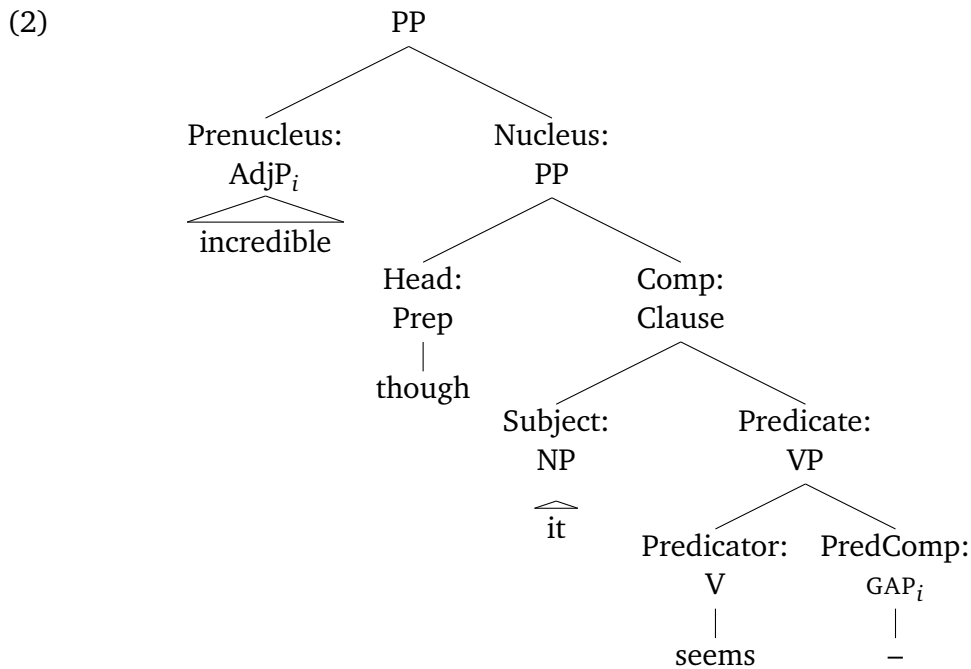 (2) PP
Prenucleus: Nucleus:
AdjPᵢ PP
incredible
Head: Comp:
Prep Clause
though
Subject: Predicate:
NP VP
it
Predicator: PredComp:
V GAPᵢ
seems –